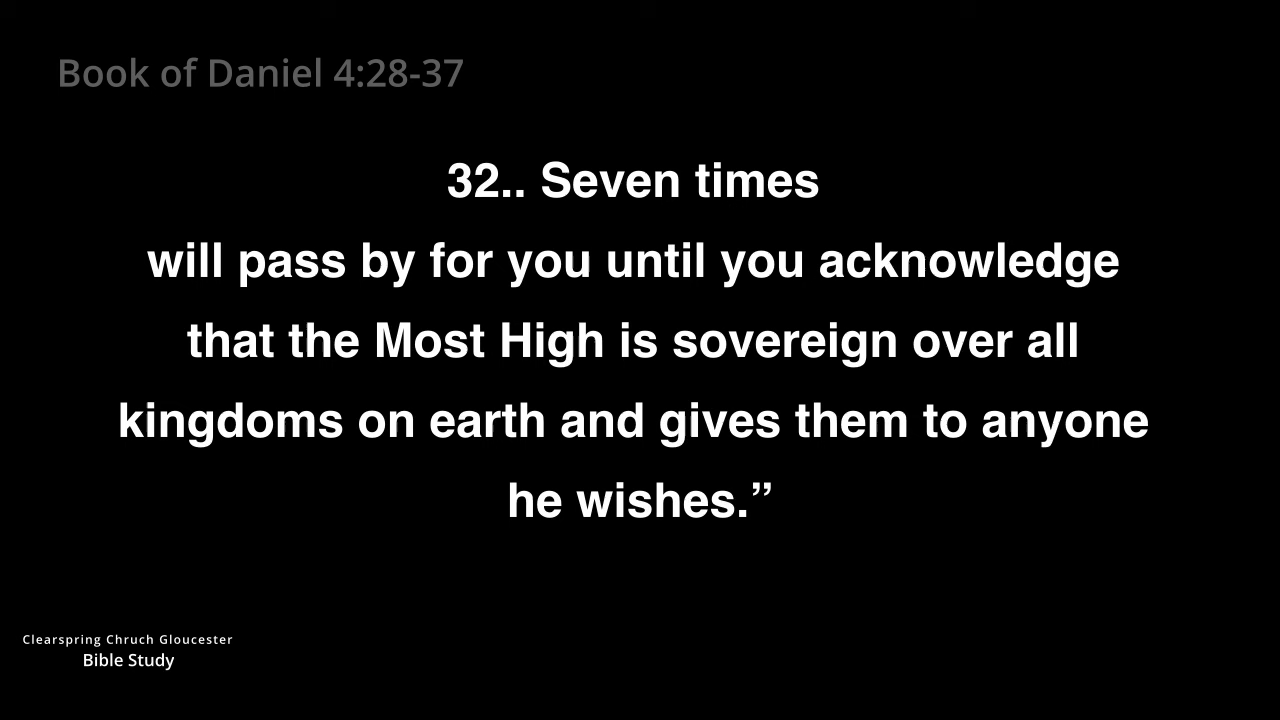 Book of Daniel 4:28-37
32.. Seven times
will pass by for you until you acknowledge
that the Most High is sovereign over all
kingdoms on earth and gives them to anyone
he wishes.”
Clearspring Chruch Gloucester
Bible Study